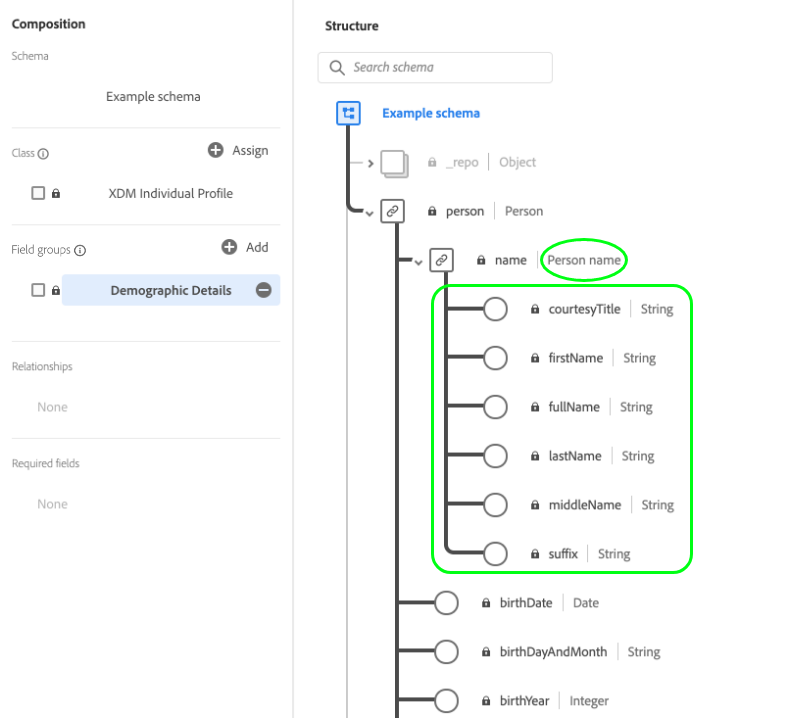 Composition
Schema
Example schema
Class
Assign
XDM Individual Profile
Field groups
Add
Demographic Details
Relationships
None
Required fields
None
Structure
Search schema
Example schema
_repo Object
person Person
name Person name
courtesyTitle String
firstName String
fullName String
lastName String
middleName String
suffix String
birthDate Date
birthDayAndMonth String
birthYear Integer